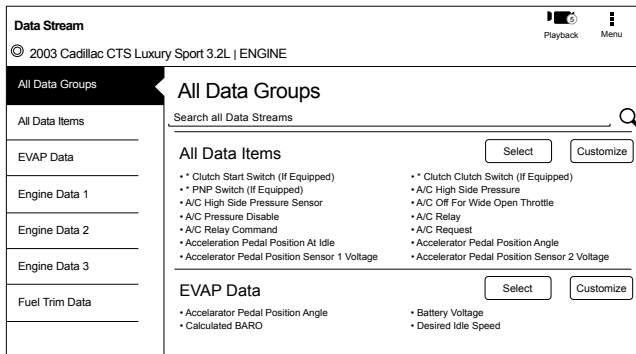 Data Stream
5
Playback
Menu
2003 Cadillac CTS Luxury Sport 3.2L | ENGINE
All Data Groups
All Data Items
EVAP Data
Engine Data 1
Engine Data 2
Engine Data 3
Fuel Trim Data
All Data Groups
Search all Data Streams
All Data Items
Select
Customize
• * Clutch Start Switch (If Equipped)
• * PNP Switch (If Equipped)
• A/C High Side Pressure Sensor
• A/C Pressure Disable
• A/C Relay Command
• Acceleration Pedal Position At Idle
• Accelerator Pedal Position Sensor 1 Voltage
• * Clutch Clutch Switch (If Equipped)
• A/C High Side Pressure
• A/C Off For Wide Open Throttle
• A/C Relay
• A/C Request
• Accelerator Pedal Position Angle
• Accelerator Pedal Position Sensor 2 Voltage
EVAP Data
Select
Customize
• Accelarator Pedal Position Angle
• Calculated BARO
• Battery Voltage
• Desired Idle Speed